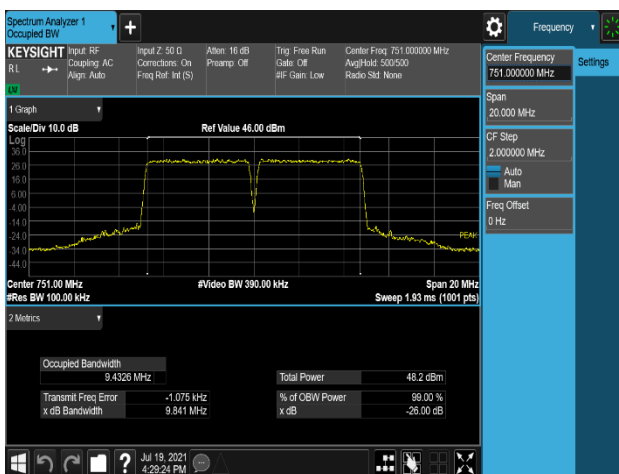 Spectrum Analyzer 1
Occupied BW
Frequency
KEYSIGHT
RL
Input: RF
Coupling: AC
Align: Auto
Input Z: 50 Ω
Corrections: On
Freq Ref: Int (S)
Atten: 16 dB
Preamp: Off
Trig: Free Run
Gate: Off
#IF Gain: Low
Center Freq: 751.000000 MHz
Avg|Hold: 500/500
Radio Std: None
Center Frequency
751.000000 MHz
Settings
Span
20.000 MHz
CF Step
2.000000 MHz
Auto
Man
Freq Offset
0 Hz
1 Graph
Scale/Div 10.0 dB
Ref Value 46.00 dBm
Log
36.0
26.0
16.0
6.00
-4.00
-14.0
-24.0
-34.0
-44.0
PEAK
Center 751.00 MHz
#Video BW 390.00 kHz
Span 20 MHz
#Res BW 100.00 kHz
Sweep 1.93 ms (1001 pts)
2 Metrics
Occupied Bandwidth
9.4326 MHz
Total Power
48.2 dBm
Transmit Freq Error
-1.075 kHz
% of OBW Power
99.00 %
x dB Bandwidth
9.841 MHz
x dB
-26.00 dB
?
Jul 19, 2021
4:29:24 PM